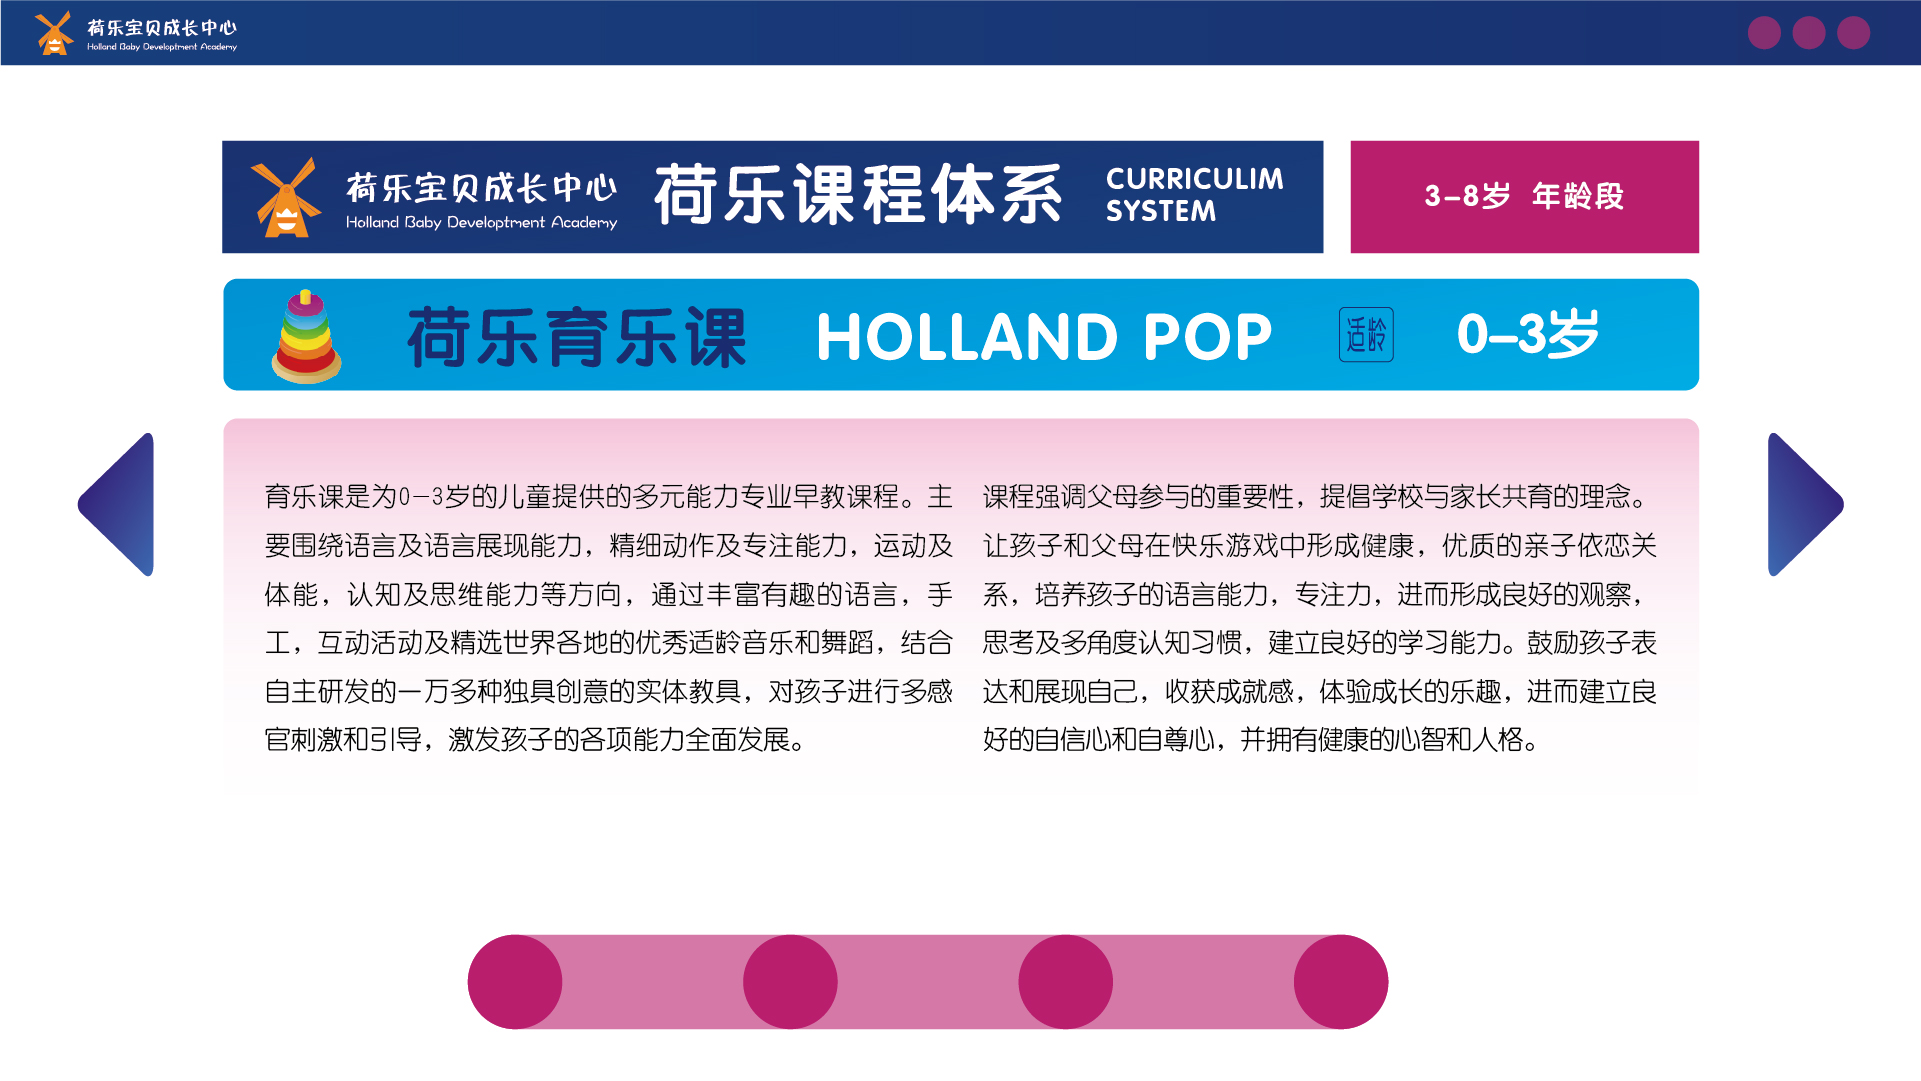 荷乐宝贝成长中心
Holland Baby Developtment Academy
荷乐宝贝成长中心
Holland Baby Developtment Academy
荷乐课程体系
CURRICULIM
SYSTEM
3-8岁 年龄段
荷乐育乐课 HOLLAND POP 适龄 0-3岁
育乐课是为0-3岁的儿童提供的多元能力专业早教课程。主
要围绕语言及语言展现能力，精细动作及专注能力，运动及
体能，认知及思维能力等方向，通过丰富有趣的语言，手
工，互动活动及精选世界各地的优秀适龄音乐和舞蹈，结合
自主研发的一万多种独具创意的实体教具，对孩子进行多感
官刺激和引导，激发孩子的各项能力全面发展。
课程强调父母参与的重要性，提倡学校与家长共育的理念。
让孩子和父母在快乐游戏中形成健康，优质的亲子依恋关
系，培养孩子的语言能力，专注力，进而形成良好的观察，
思考及多角度认知习惯，建立良好的学习能力。鼓励孩子表
达和展现自己，收获成就感，体验成长的乐趣，进而建立良
好的自信心和自尊心，并拥有健康的心智和人格。